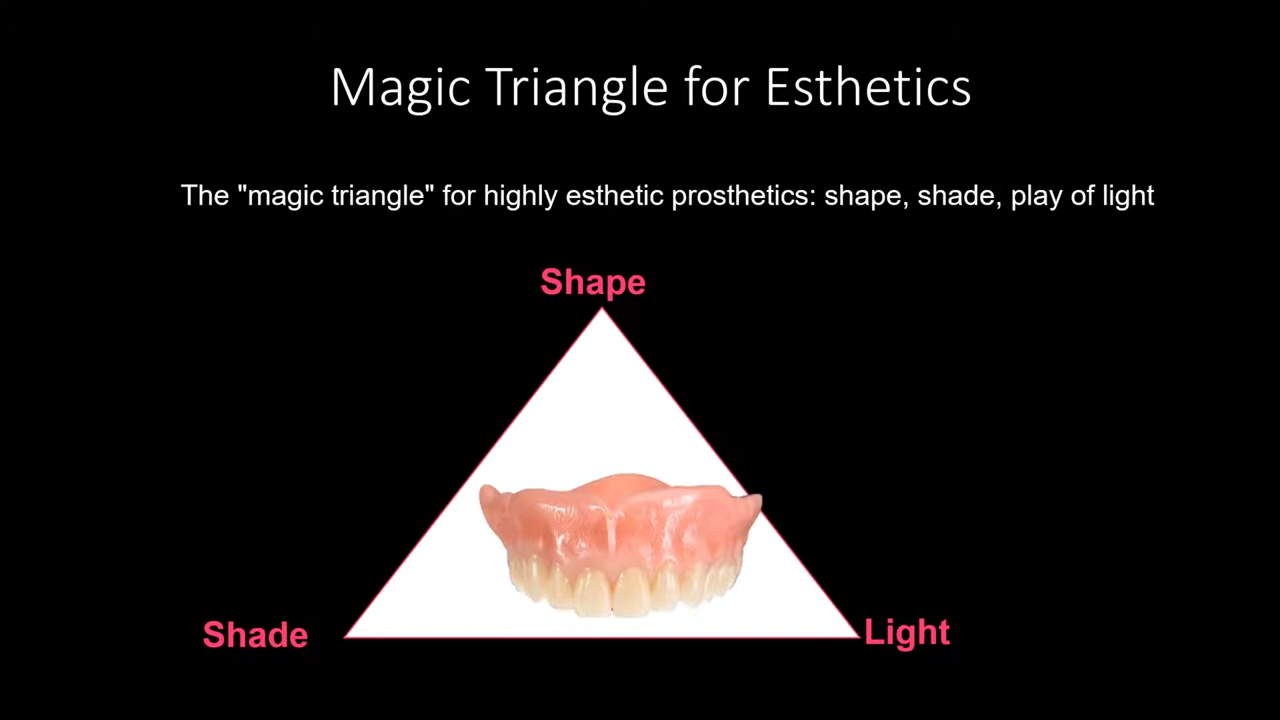 Magic Triangle for Esthetics
The "magic triangle" for highly esthetic prosthetics: shape, shade, play of light
Shape
Shade
Light